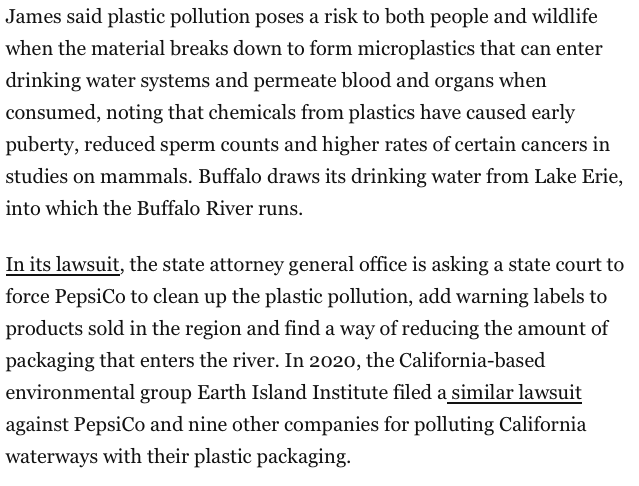 James said plastic pollution poses a risk to both people and wildlife
when the material breaks down to form microplastics that can enter
drinking water systems and permeate blood and organs when
consumed, noting that chemicals from plastics have caused early
puberty, reduced sperm counts and higher rates of certain cancers in
studies on mammals. Buffalo draws its drinking water from Lake Erie,
into which the Buffalo River runs.
In its lawsuit, the state attorney general office is asking a state court to
force PepsiCo to clean up the plastic pollution, add warning labels to
products sold in the region and find a way of reducing the amount of
packaging that enters the river. In 2020, the California-based
environmental group Earth Island Institute filed a similar lawsuit
against PepsiCo and nine other companies for polluting California
waterways with their plastic packaging.